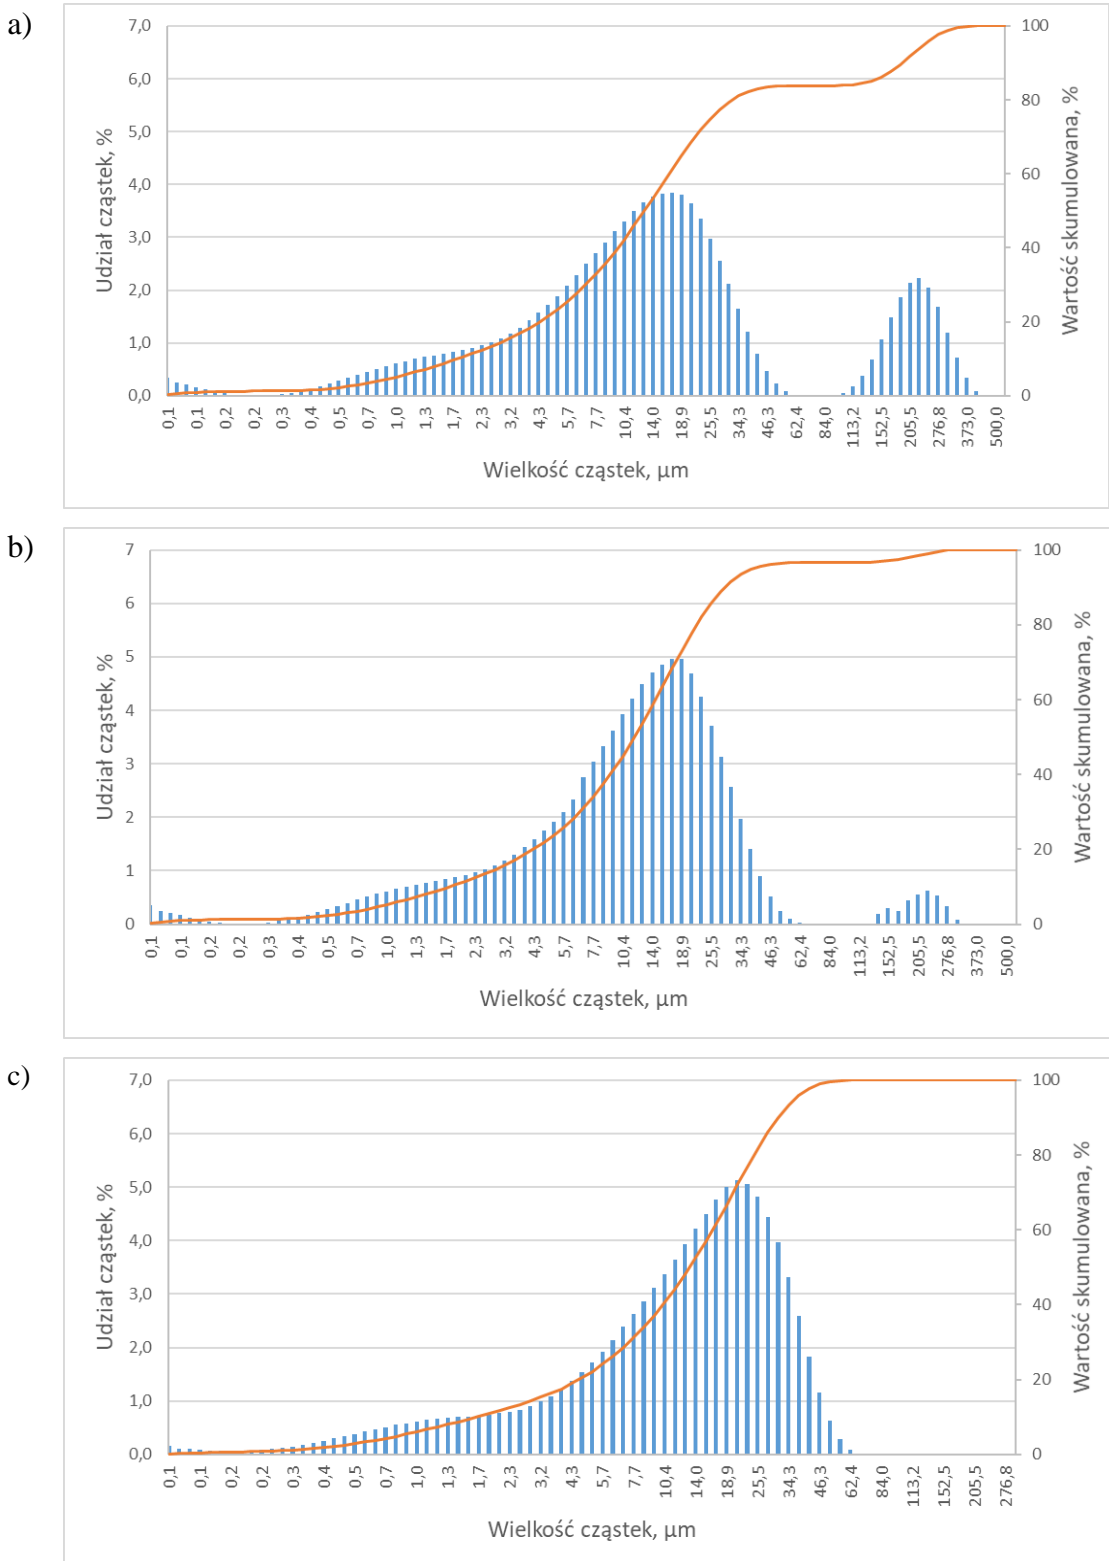 a)
7,0
6,0
5,0
4,0
3,0
2,0
1,0
0,0
Udział cząstek, %
100
80
60
40
20
0
Wartość skumulowana, %
0,1 0,1 0,2 0,2 0,3 0,4 0,5 0,7 1,0 1,3 1,7 2,3 3,2 4,3 5,7 7,7 10,4 14,0 18,9 25,5 34,3 46,3 62,4 84,0 113,2 152,5 205,5 276,8 373,0 500,0
Wielkość cząstek, µm
b)
7
6
5
4
3
2
1
0
Udział cząstek, %
100
80
60
40
20
0
Wartość skumulowana, %
0,1 0,1 0,2 0,2 0,3 0,4 0,5 0,7 1,0 1,3 1,7 2,3 3,2 4,3 5,7 7,7 10,4 14,0 18,9 25,5 34,3 46,3 62,4 84,0 113,2 152,5 205,5 276,8 373,0 500,0
Wielkość cząstek, µm
c)
7,0
6,0
5,0
4,0
3,0
2,0
1,0
0,0
Udział cząstek, %
100
80
60
40
20
0
Wartość skumulowana, %
0,1 0,1 0,2 0,2 0,3 0,4 0,5 0,7 1,0 1,3 1,7 2,3 3,2 4,3 5,7 7,7 10,4 14,0 18,9 25,5 34,3 46,3 62,4 84,0 113,2 152,5 205,5 276,8
Wielkość cząstek, µm